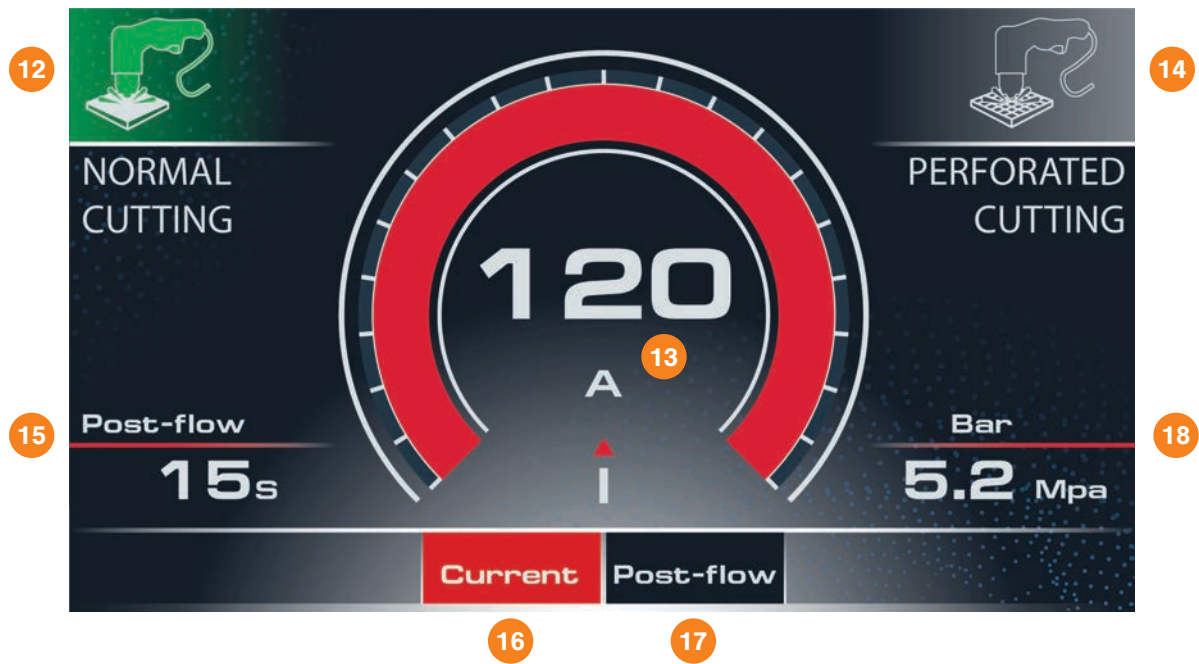 12
14
NORMAL
CUTTING
PERFORATED
CUTTING
120
13
A
15
Post-flow
15s
Bar
18
5.2 Mpa
I
Current
Post-flow
16
17